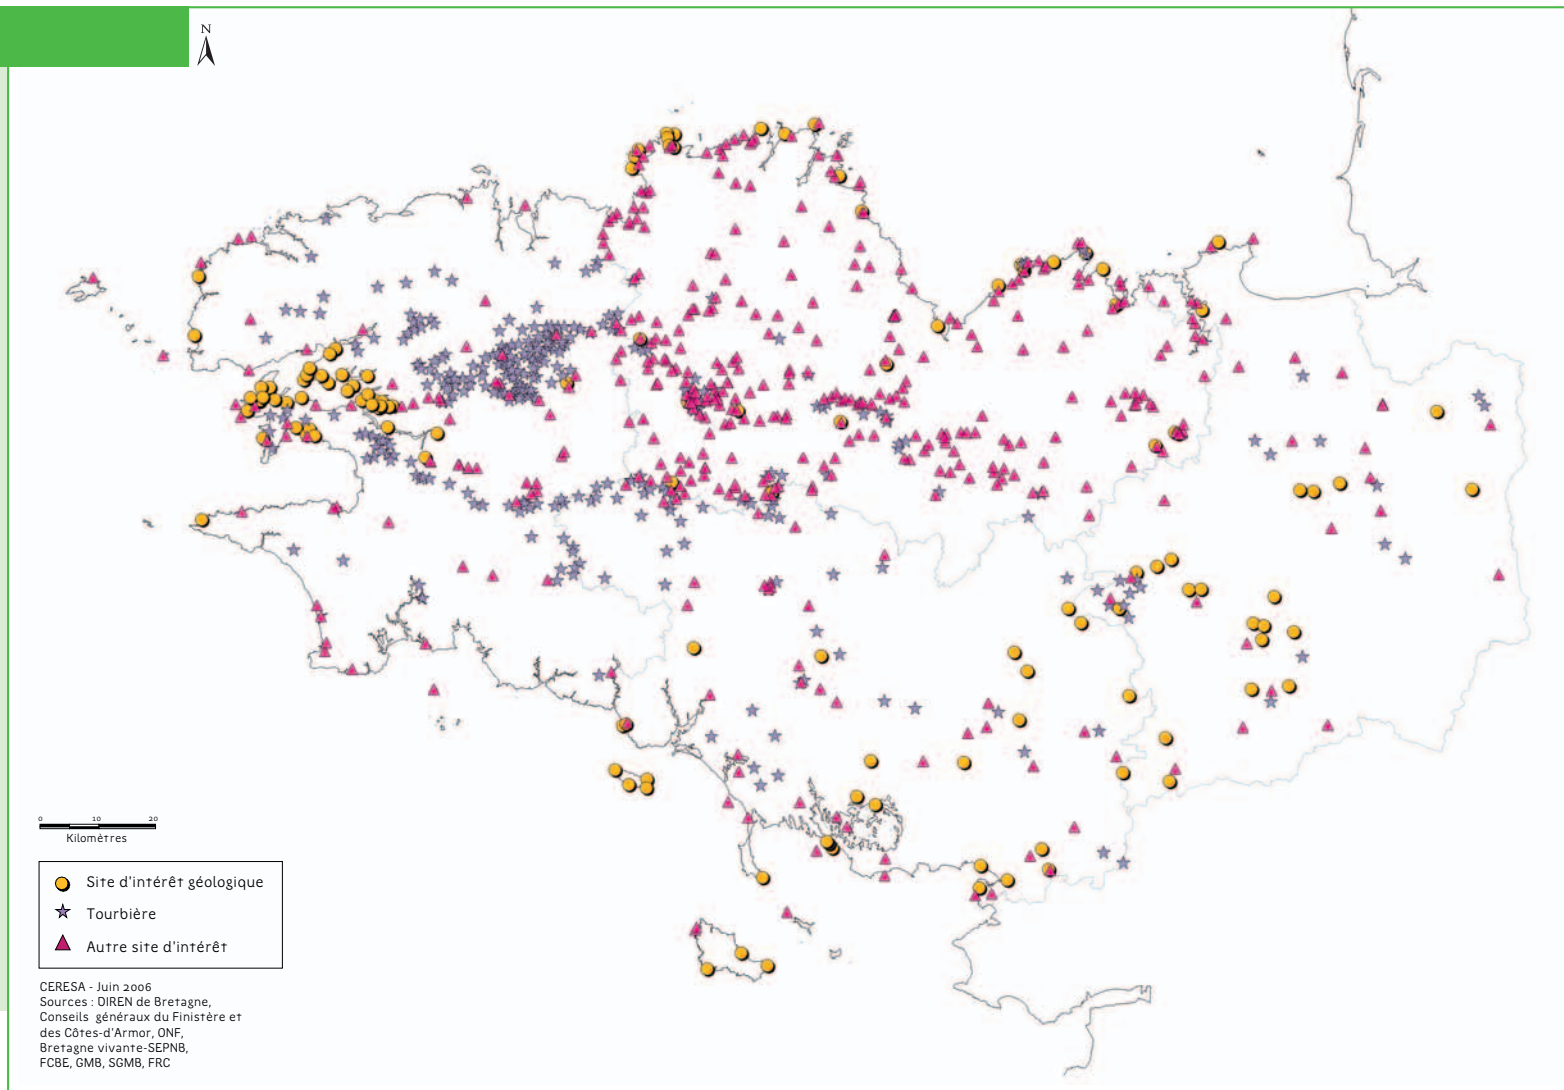 N
0 10 20
Kilomètres
Site d'intérêt géologique
Tourbière
Autre site d'intérêt
CERESA - Juin 2006
Sources : DIREN de Bretagne,
Conseils généraux du Finistère et
des Côtes-d'Armor, ONF,
Bretagne vivante-SEPNB,
FCBE, GMB, SGMB, FRC